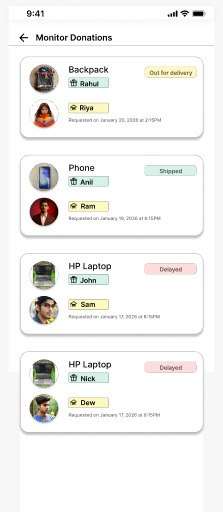 9:41
Monitor Donations
Backpack
Out for delivery
Rahul
Riya
Requested on January 20, 2026 at 2:15PM
Phone
Shipped
Anil
Ram
Requested on January 19, 2026 at 6:15PM
HP Laptop
Delayed
John
Sam
Requested on January 17, 2026 at 6:15PM
HP Laptop
Delayed
Nick
Dew
Requested on January 17, 2026 at 6:15PM